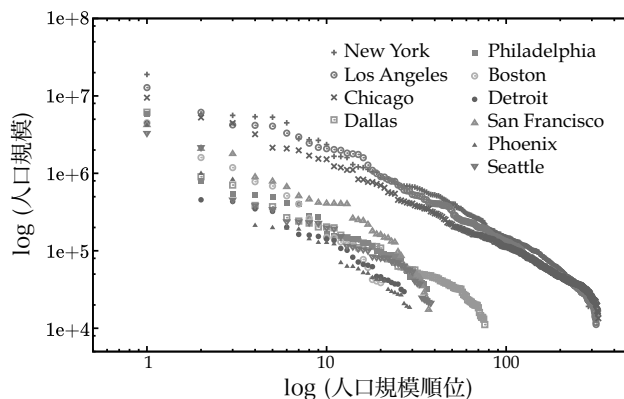 1e+8
1e+7
1e+6
1e+5
1e+4
log (人口規模)
New York
Los Angeles
Chicago
Dallas
Philadelphia
Boston
Detroit
San Francisco
Phoenix
Seattle
1
10
100
log (人口規模順位)